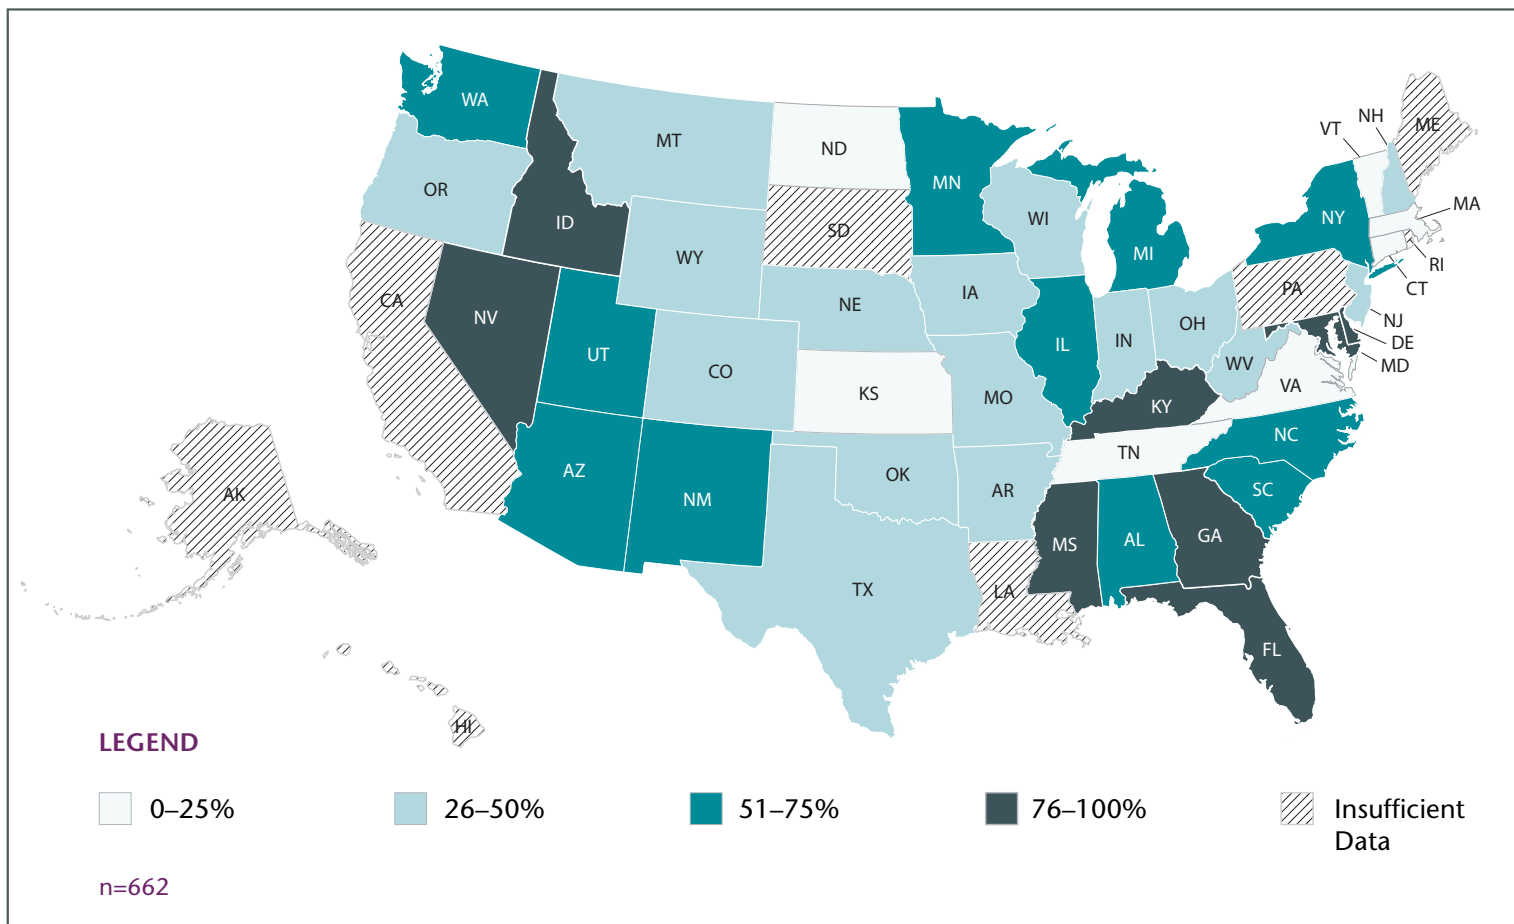 WA
MT
ND
MN
VT
NH
ME
OR
ID
SD
WI
NY
MA
WY
MI
RI
CA
NV
NE
IA
PA
CT
UT
CO
IL
IN
OH
NJ
DE
MD
WV
VA
KS
MO
KY
AZ
NM
OK
AR
TN
NC
SC
AK
MS
AL
GA
TX
LA
FL
HI
LEGEND
0–25%
26–50%
51–75%
76–100%
Insufficient
Data
n=662